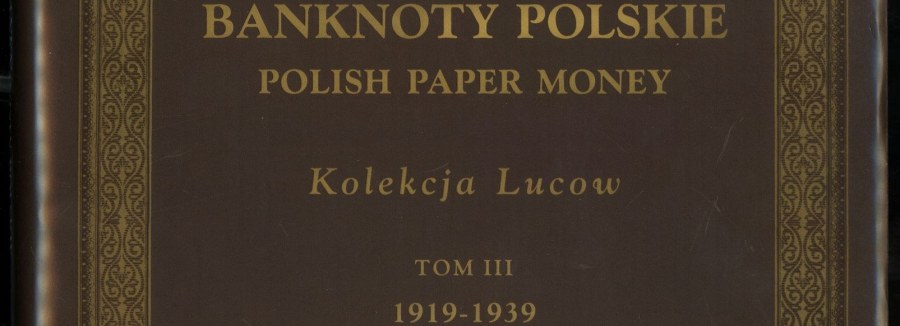 BANKNOTY POLSKIE
POLISH PAPER MONEY
Kolekcja Lucow
TOM III
1919-1939